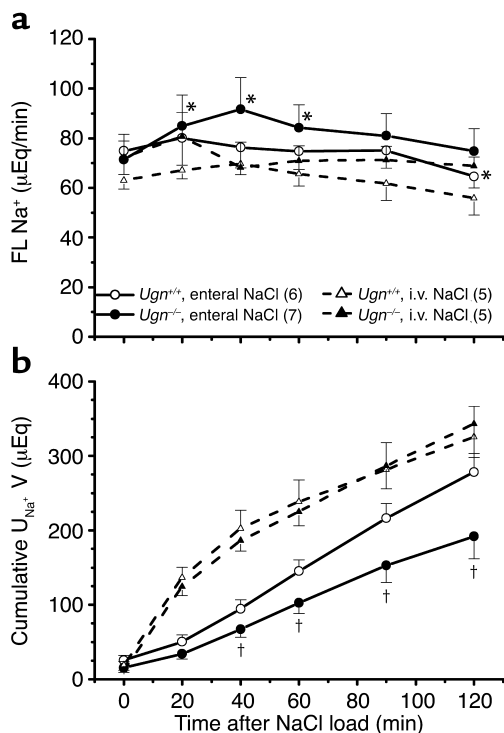 a
FL Na⁺ (µEq/min)
120
100
80
60
40
20
0
* * * *
Ugn⁺/⁺, enteral NaCl (6)
Ugn⁻/⁻, enteral NaCl (7)
Ugn⁺/⁺, i.v. NaCl (5)
Ugn⁻/⁻, i.v. NaCl (5)
b
Cumulative U Na⁺ V (µEq)
400
300
200
100
0
† † † †
0 20 40 60 80 100 120
Time after NaCl load (min)